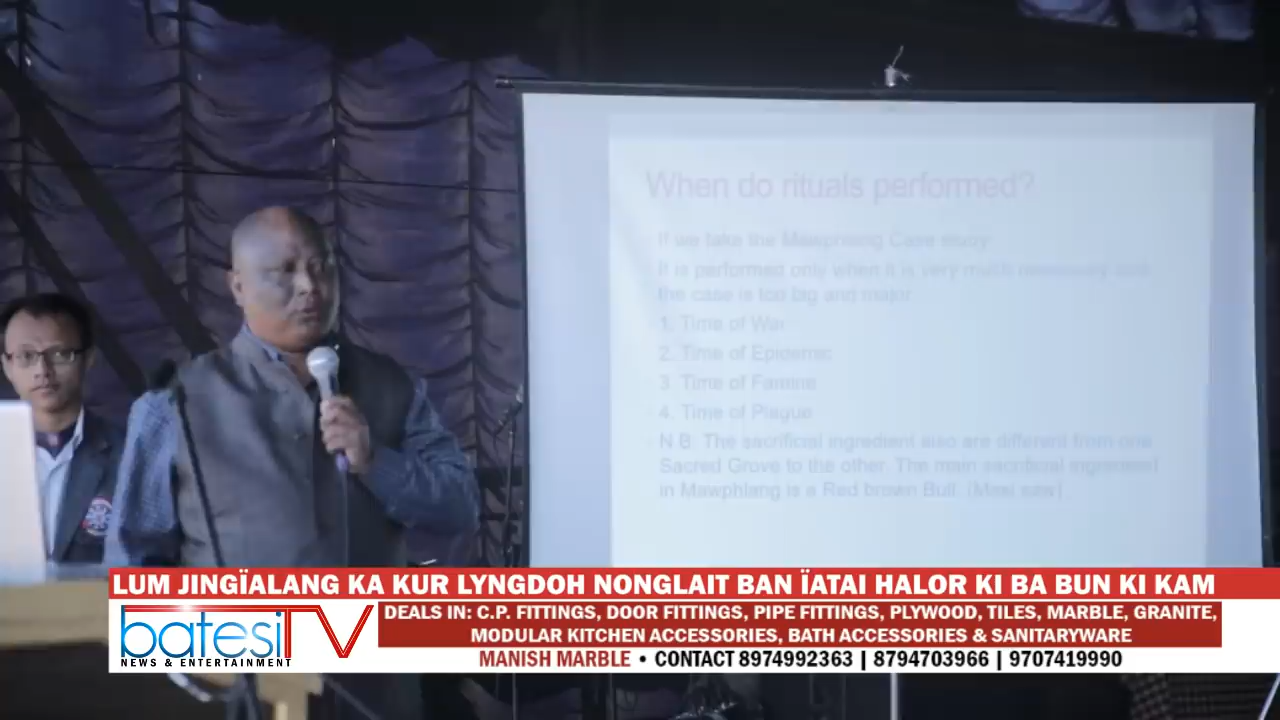 When do rituals performed?
If we take the Mawphlang Case study
It is performed only when it is very much necessary and
the case is too big and major
1. Time of War
2. Time of Epidemic
3. Time of Famine
4. Time of Plague
N.B. The sacrificial ingredient also are different from one
Sacred Grove to the other. The main sacrificial ingredient
in Mawphlang is a Red brown Bull.
LUM JINGÏALANG KA KUR LYNGDOH NONGLAIT BAN ÏATAI HALOR KI BA BUN KI KAM
batesi TV
NEWS & ENTERTAINMENT
DEALS IN: C.P. FITTINGS, DOOR FITTINGS, PIPE FITTINGS, PLYWOOD, TILES, MARBLE, GRANITE,
MODULAR KITCHEN ACCESSORIES, BATH ACCESSORIES & SANITARYWARE
MANISH MARBLE • CONTACT 8974992363 | 8794703966 | 9707419990